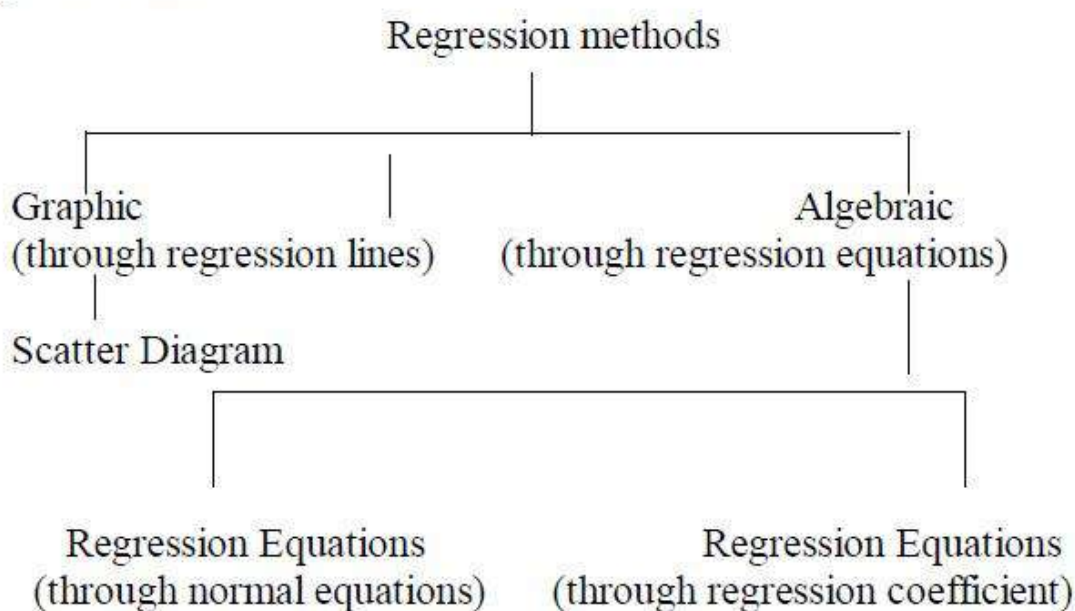 Regression methods
Graphic
(through regression lines)
Algebraic
(through regression equations)
Scatter Diagram
Regression Equations
(through normal equations)
Regression Equations
(through regression coefficient)